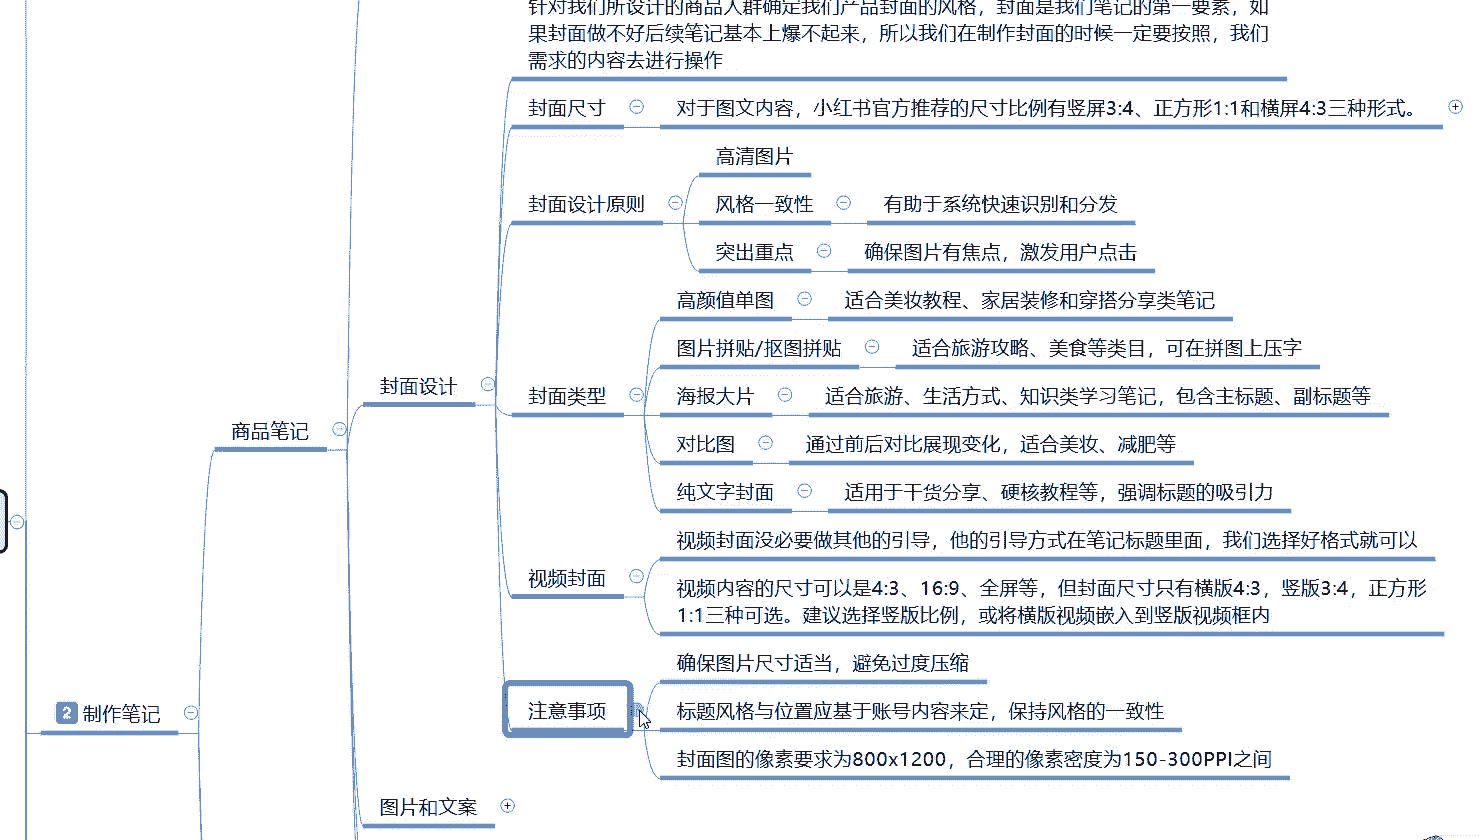 针对我们所设计的商品人群确定我们产品封面的风格，封面是我们笔记的第一要素，如
果封面做不好后续笔记基本上爆不起来，所以我们在制作封面的时候一定要按照，我们
需求的内容去进行操作
封面尺寸
对于图文内容，小红书官方推荐的尺寸比例有竖屏3:4、正方形1:1和横屏4:3三种形式。
高清图片
封面设计原则
风格一致性
有助于系统快速识别和分发
突出重点
确保图片有焦点，激发用户点击
高颜值单图
适合美妆教程、家居装修和穿搭分享类笔记
图片拼贴/抠图拼贴
适合旅游攻略、美食等类目，可在拼图上压字
封面设计
封面类型
海报大片
适合旅游、生活方式、知识类学习笔记，包含主标题、副标题等
商品笔记
对比图
通过前后对比展现变化，适合美妆、减肥等
纯文字封面
适用于干货分享、硬核教程等，强调标题的吸引力
视频封面没必要做其他的引导，他的引导方式在笔记标题里面，我们选择好格式就可以
视频封面
视频内容的尺寸可以是4:3、16:9、全屏等，但封面尺寸只有横版4:3，竖版3:4，正方形
1:1三种可选。建议选择竖版比例，或将横版视频嵌入到竖版视频框内
确保图片尺寸适当，避免过度压缩
2 制作笔记
注意事项
标题风格与位置应基于账号内容来定，保持风格的一致性
封面图的像素要求为800x1200，合理的像素密度为150-300PPI之间
图片和文案